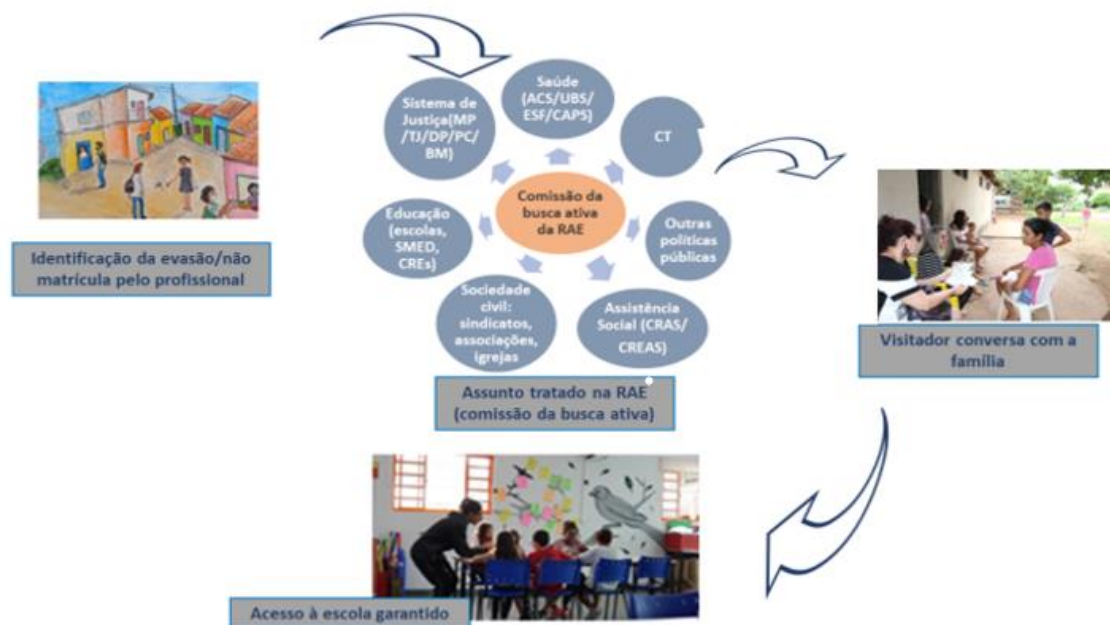 Identificação da evasão/não
matrícula pelo profissional
Sistema de
Justiça(MP
/TJ/DP/PC/
BM)
Saúde
(ACS/UBS/
ESF/CAPS)
CT
Educação
(escolas,
SMED,
CREs)
Comissão da
busca ativa
da RAE
Outras
políticas
públicas
Sociedade
civil:
sindicatos,
associações,
igrejas
Assistência
Social (CRAS/
CREAS)
Assunto tratado na RAE
(comissão da busca ativa)
Visitador conversa com a
família
Acesso à escola garantido